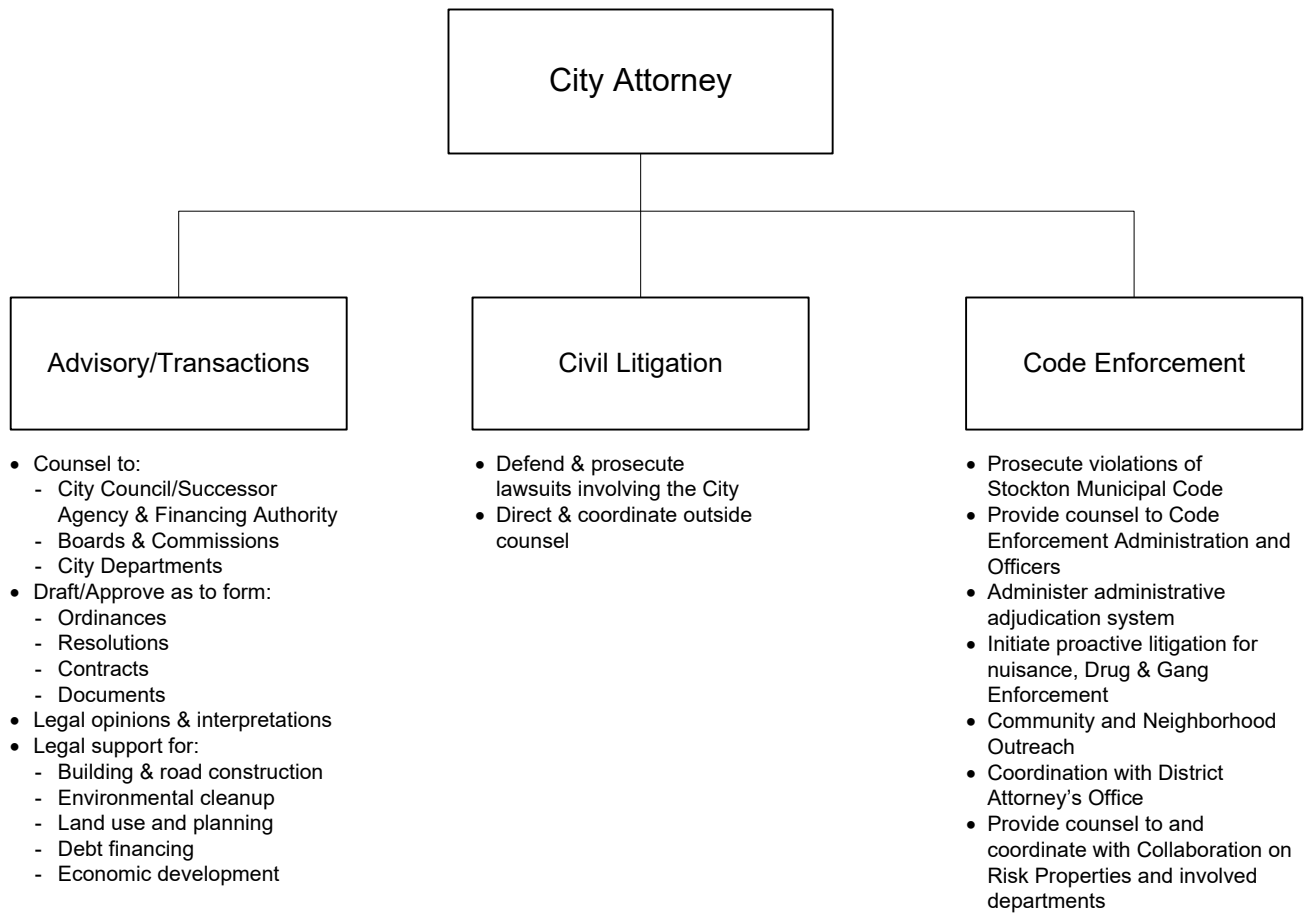 City Attorney
Advisory/Transactions
Civil Litigation
Code Enforcement
• Counsel to:
- City Council/Successor
Agency & Financing Authority
- Boards & Commissions
- City Departments
• Draft/Approve as to form:
- Ordinances
- Resolutions
- Contracts
- Documents
• Legal opinions & interpretations
• Legal support for:
- Building & road construction
- Environmental cleanup
- Land use and planning
- Debt financing
- Economic development
• Defend & prosecute
lawsuits involving the City
• Direct & coordinate outside
counsel
• Prosecute violations of
Stockton Municipal Code
• Provide counsel to Code
Enforcement Administration and
Officers
• Administer administrative
adjudication system
• Initiate proactive litigation for
nuisance, Drug & Gang
Enforcement
• Community and Neighborhood
Outreach
• Coordination with District
Attorney’s Office
• Provide counsel to and
coordinate with Collaboration on
Risk Properties and involved
departments